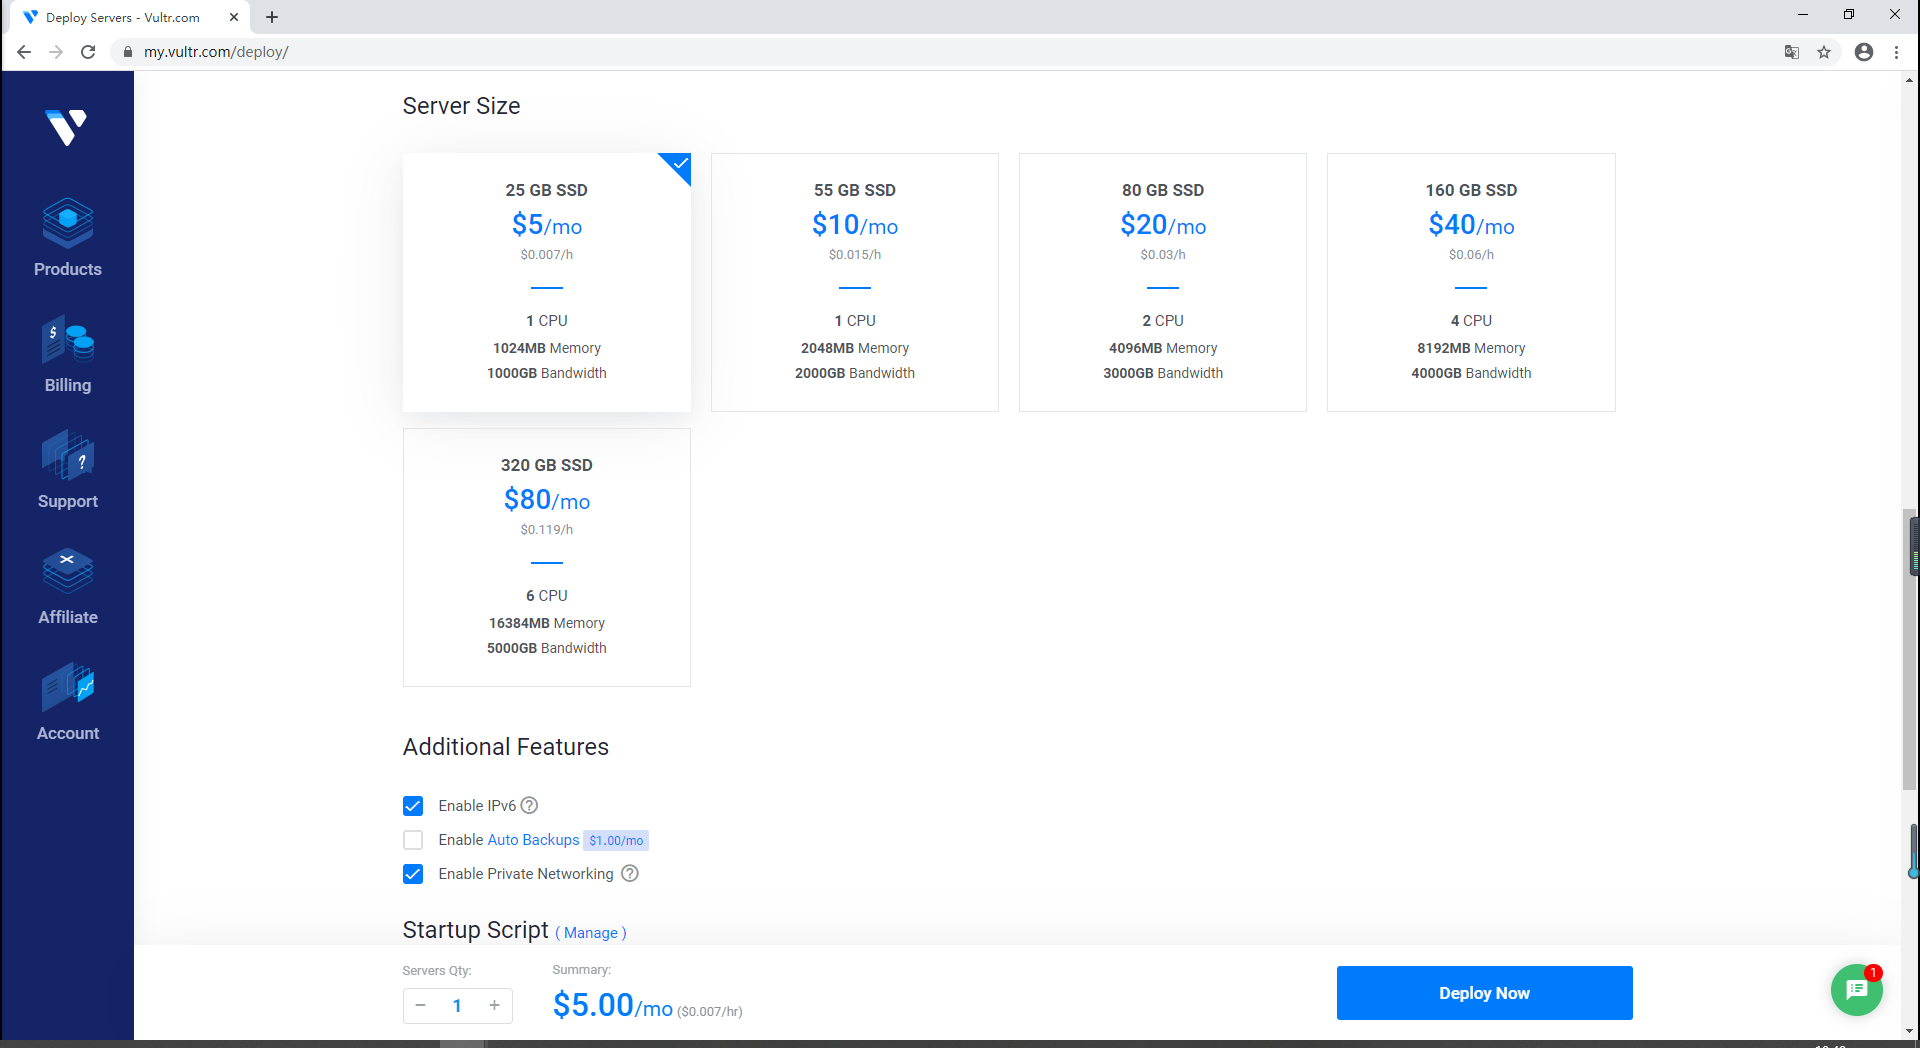 Deploy Servers - Vultr.com
my.vultr.com/deploy/
Products
$
Billing
?
Support
Affiliate
Account
Server Size
25 GB SSD
$5/mo
$0.007/h
1 CPU
1024MB Memory
1000GB Bandwidth
55 GB SSD
$10/mo
$0.015/h
1 CPU
2048MB Memory
2000GB Bandwidth
80 GB SSD
$20/mo
$0.03/h
2 CPU
4096MB Memory
3000GB Bandwidth
160 GB SSD
$40/mo
$0.06/h
4 CPU
8192MB Memory
4000GB Bandwidth
320 GB SSD
$80/mo
$0.119/h
6 CPU
16384MB Memory
5000GB Bandwidth
Additional Features
Enable IPv6 ?
Enable Auto Backups $1.00/mo
Enable Private Networking ?
Startup Script ( Manage )
Servers Qty:
− 1 +
Summary:
$5.00/mo ($0.007/hr)
Deploy Now
1